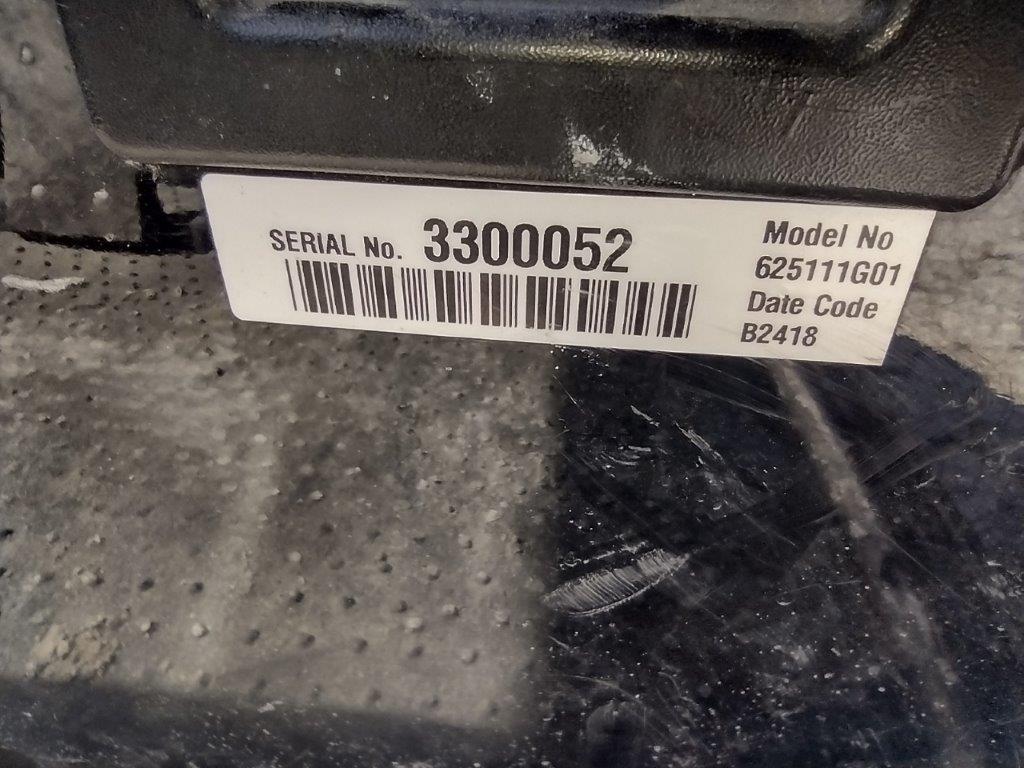 SERIAL No. 3300052
Model No
625111G01
Date Code
B2418